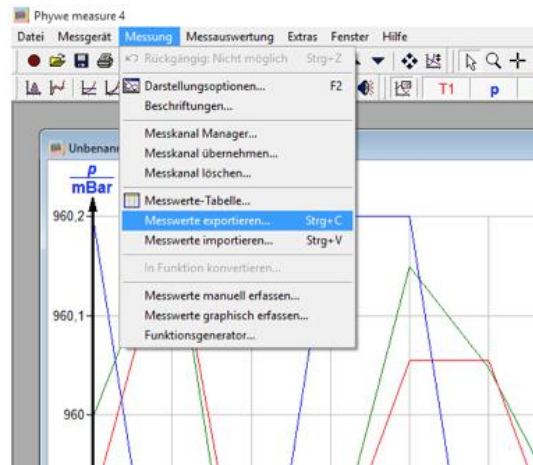 Phywe measure 4
Datei Messgerät Messung Messauswertung Extras Fenster Hilfe
Rückgängig: Nicht möglich Strg+Z
Darstellungsoptionen... F2
Beschriftungen...
T1 p
Messkanal Manager...
Messkanal übernehmen...
Messkanal löschen...
Messwerte-Tabelle...
Messwerte exportieren... Strg+C
Messwerte importieren... Strg+V
In Funktion konvertieren...
Messwerte manuell erfassen...
Messwerte graphisch erfassen...
Funktionsgenerator...
p
mBar
960,2
960,1
960